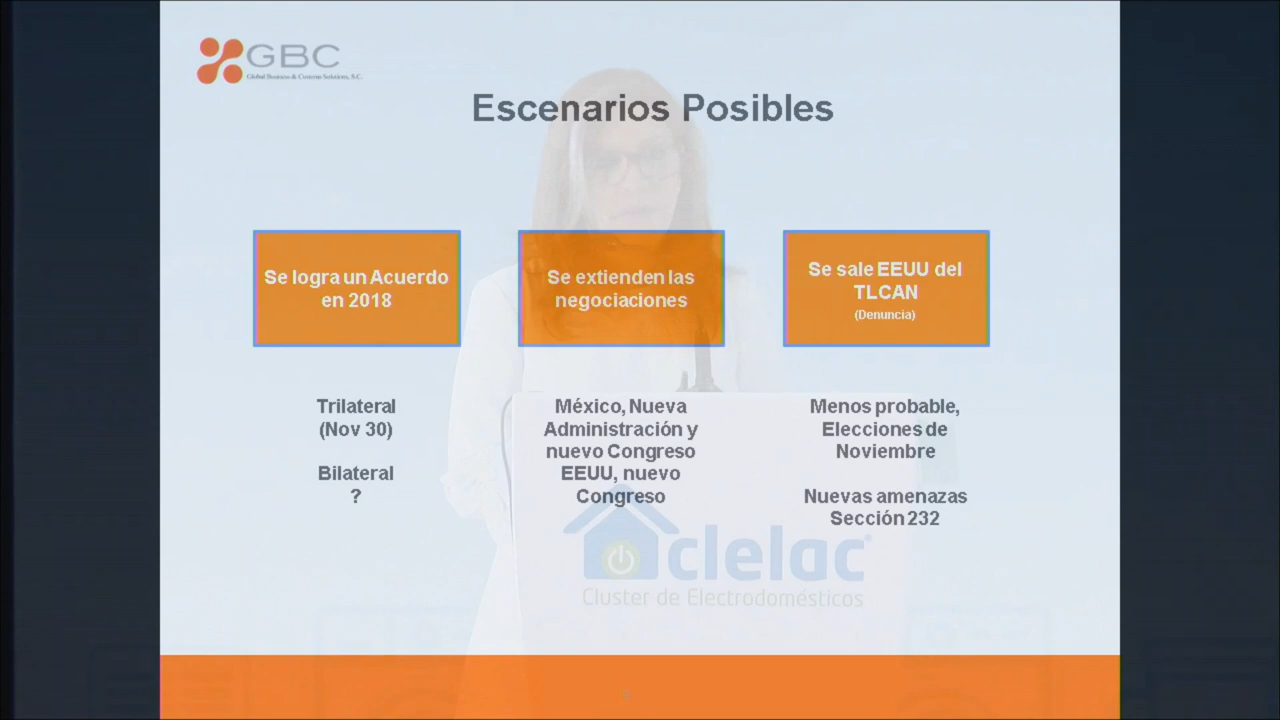 GBC
Global Business & Customs Solutions, S.C.
Escenarios Posibles
Se logra un Acuerdo
en 2018
Se extienden las
negociaciones
Se sale EEUU del
TLCAN
(Denuncia)
Trilateral
(Nov 30)
Bilateral
?
México, Nueva
Administración y
nuevo Congreso
EEUU, nuevo
Congreso
Menos probable,
Elecciones de
Noviembre
Nuevas amenazas
Sección 232
clelac
Cluster de Electrodomésticos